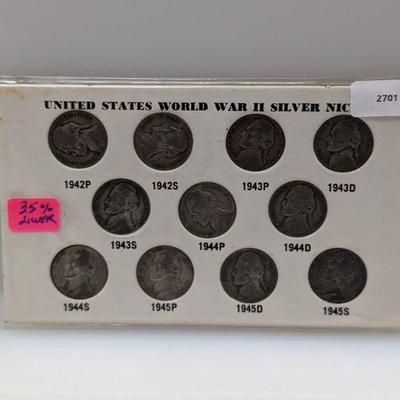 UNITED STATES WORLD WAR II SILVER NIC
2701
1942P 1942S 1943P 1943D
35%
SILVER
1943S 1944P 1944D
1944S 1945P 1945D 1945S